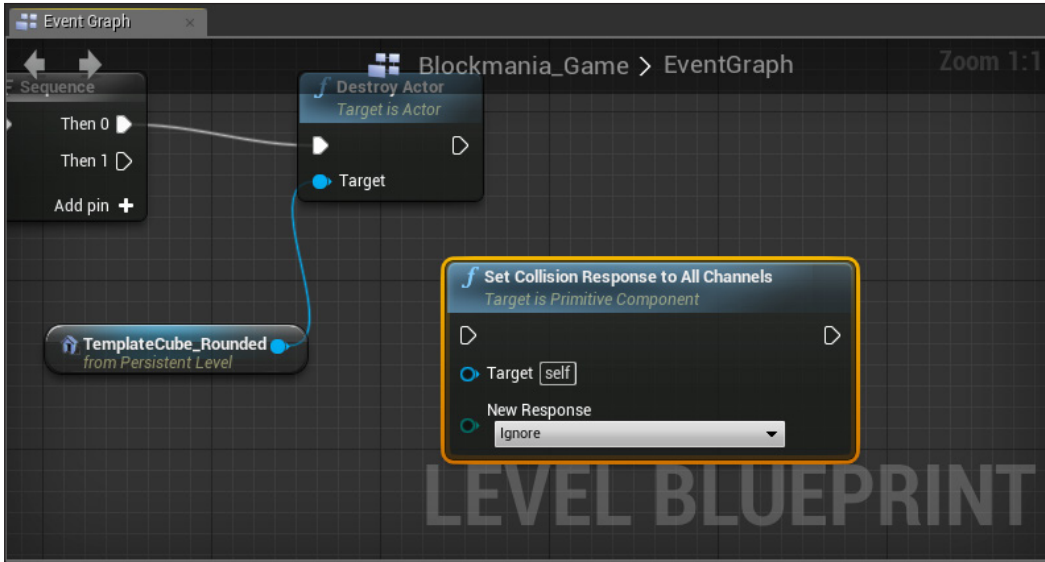 Event Graph
Blockmania_Game > EventGraph
Zoom 1:1
Sequence
Then 0
Then 1
Add pin
f Destroy Actor
Target is Actor
Target
TemplateCube_Rounded
from Persistent Level
f Set Collision Response to All Channels
Target is Primitive Component
Target self
New Response
Ignore
LEVEL BLUEPRINT